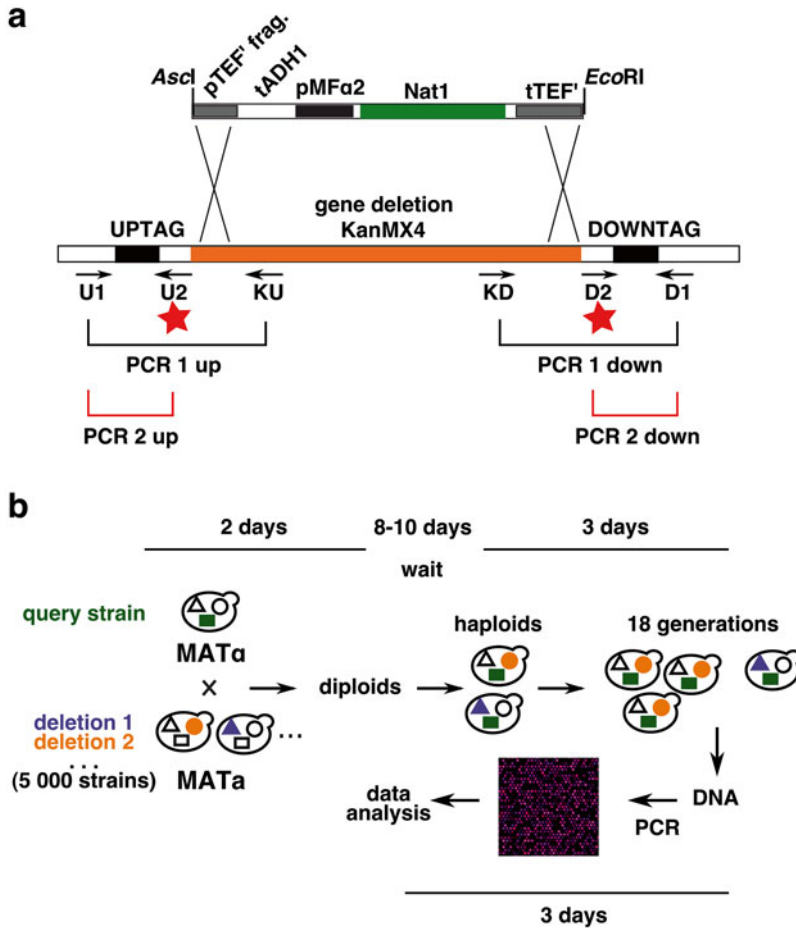 a
AscI
pTEF' frag.
tADH1
pMFα2
Nat1
tTEF'
EcoRI
gene deletion
KanMX4
UPTAG
DOWNTAG
U1 U2 KU KD D2 D1
PCR 1 up
PCR 1 down
PCR 2 up
PCR 2 down
b
2 days 8-10 days 3 days
wait
query strain
haploids
18 generations
MATα
x
diploids
deletion 1
deletion 2
...
...
(5 000 strains)
MATa
data
analysis
PCR
DNA
3 days